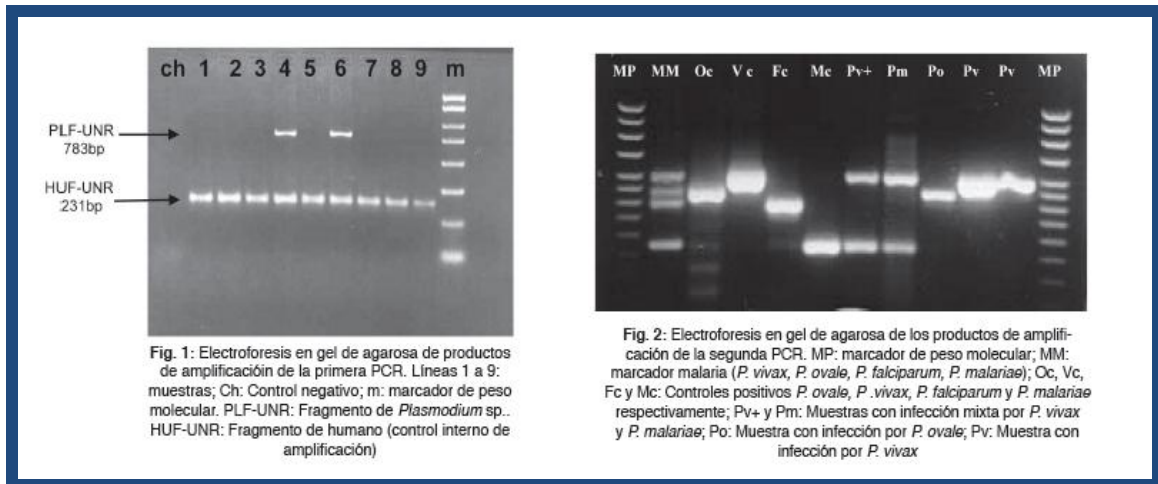 ch 1 2 3 4 5 6 7 8 9 m
PLF-UNR
783bp
HUF-UNR
231bp
Fig. 1: Electroforesis en gel de agarosa de productos
de amplificacióin de la primera PCR. Líneas 1 a 9:
muestras; Ch: Control negativo; m: marcador de peso
molecular. PLF-UNR: Fragmento de Plasmodium sp..
HUF-UNR: Fragmento de humano (control interno de
amplificación)
MP MM Oc V c Fc Mc Pv+ Pm Po Pv Pv MP
Fig. 2: Electroforesis en gel de agarosa de los productos de amplifi-
cación de la segunda PCR. MP: marcador de peso molecular; MM:
marcador malaria (P. vivax, P. ovale, P. falciparum, P. malariae); Oc, Vc,
Fc y Mc: Controles positivos P. ovale, P .vivax, P. falciparum y P. malariae
respectivamente; Pv+ y Pm: Muestras con infección mixta por P. vivax
y P. malariae; Po: Muestra con infección por P. ovale; Pv: Muestra con
infección por P. vivax